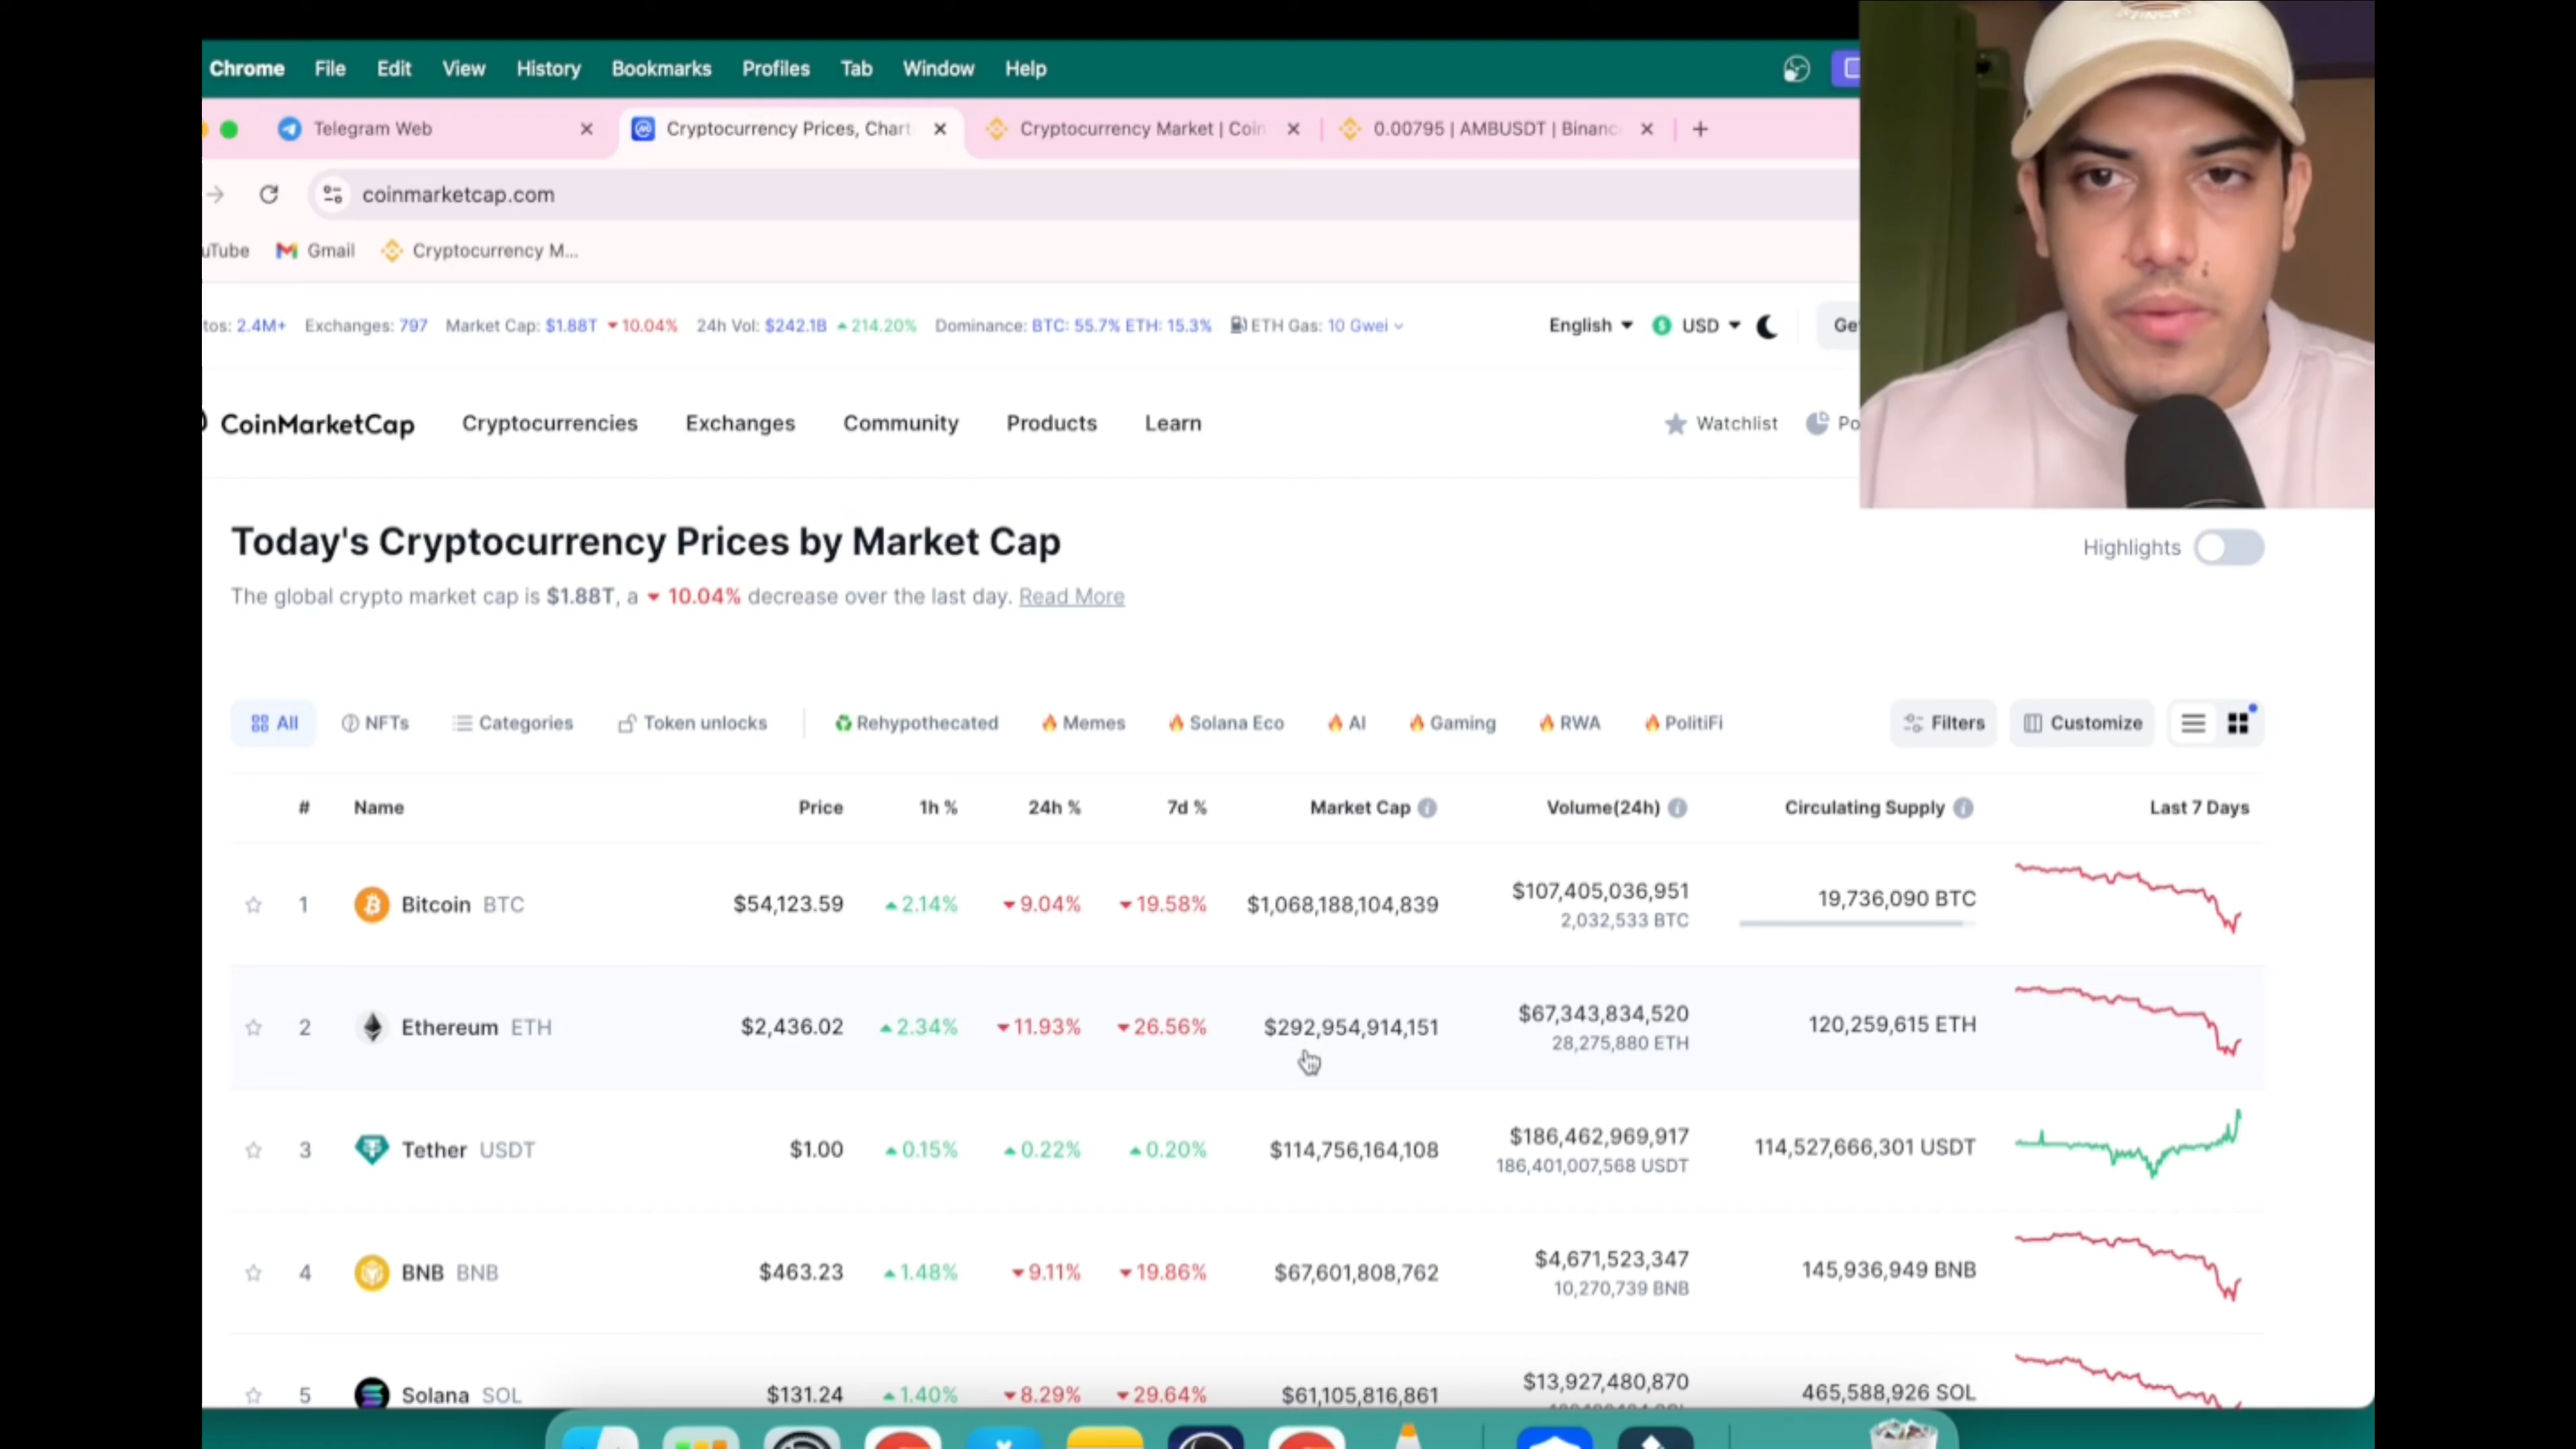 Chrome File Edit View History Bookmarks Profiles Tab Window Help
Telegram Web Cryptocurrency Prices, Chart Cryptocurrency Market | Coin 0.00795 | AMBUSDT | Binanc
coinmarketcap.com
uTube Gmail Cryptocurrency M...
tos: 2.4M+ Exchanges: 797 Market Cap: $1.88T 10.04% 24h Vol: $242.1B 214.20% Dominance: BTC: 55.7% ETH: 15.3% ETH Gas: 10 Gwei English USD Ge
CoinMarketCap Cryptocurrencies Exchanges Community Products Learn Watchlist Po
Today's Cryptocurrency Prices by Market Cap
Highlights
The global crypto market cap is $1.88T, a 10.04% decrease over the last day. Read More
All NFTs Categories Token unlocks Rehypothecated Memes Solana Eco AI Gaming RWA PolitiFi Filters Customize
# Name Price 1h % 24h % 7d % Market Cap Volume(24h) Circulating Supply Last 7 Days
1 Bitcoin BTC $54,123.59 2.14% 9.04% 19.58% $1,068,188,104,839 $107,405,036,951 19,736,090 BTC
2,032,533 BTC
2 Ethereum ETH $2,436.02 2.34% 11.93% 26.56% $292,954,914,151 $67,343,834,520 120,259,615 ETH
28,275,880 ETH
3 Tether USDT $1.00 0.15% 0.22% 0.20% $114,756,164,108 $186,462,969,917 114,527,666,301 USDT
186,401,007,568 USDT
4 BNB BNB $463.23 1.48% 9.11% 19.86% $67,601,808,762 $4,671,523,347 145,936,949 BNB
10,270,739 BNB
5 Solana SOL $131.24 1.40% 8.29% 29.64% $61,105,816,861 $13,927,480,870 465,588,926 SOL